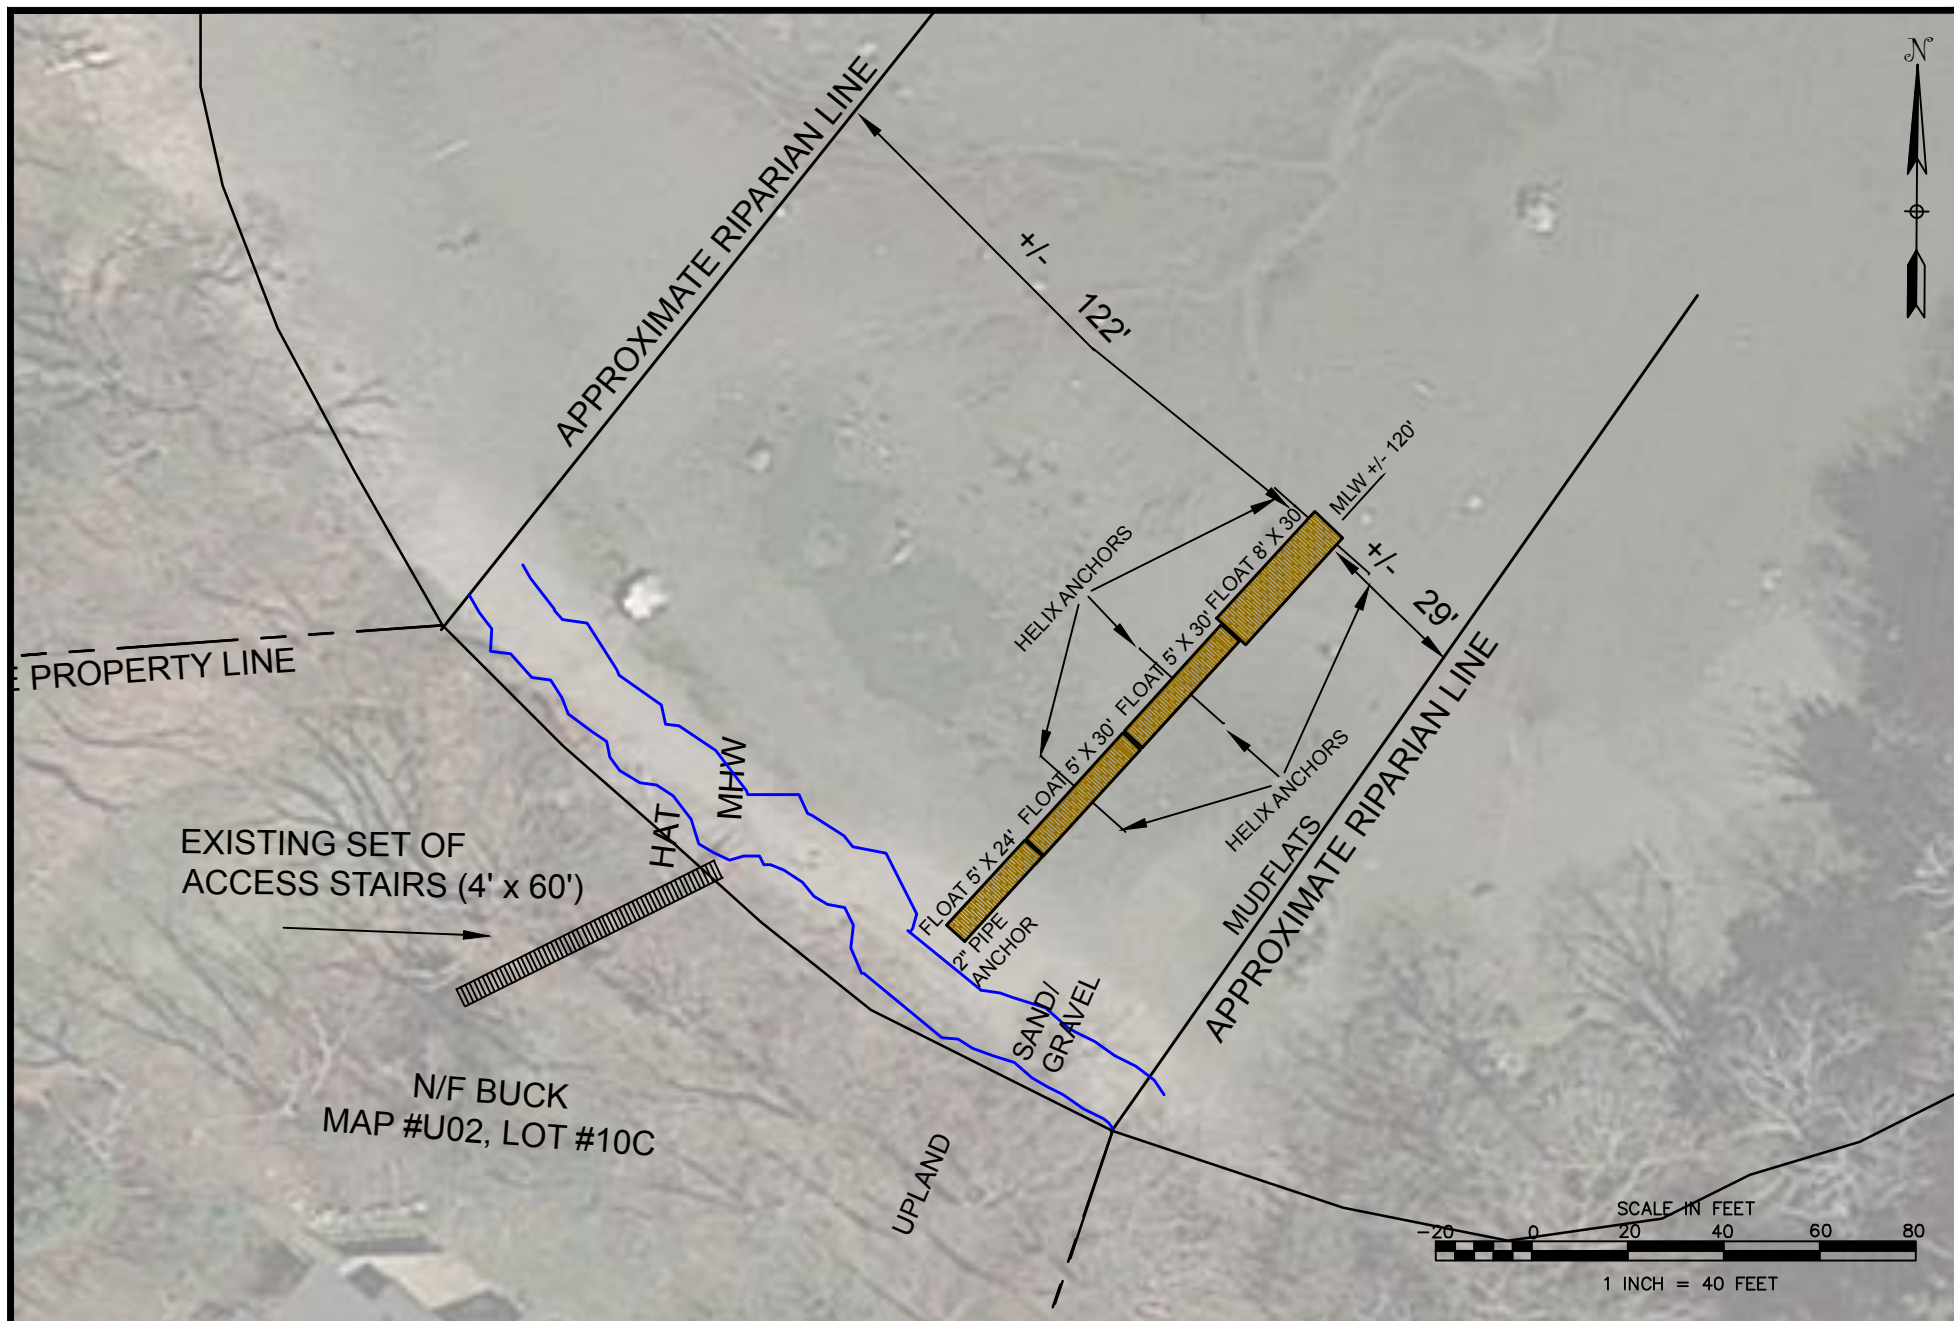 N
APPROXIMATE RIPARIAN LINE
+/-
122'
MLW +/- 120'
+/-
29'
HELIX ANCHORS
FLOAT 8' X 30'
FLOAT 5' X 30'
FLOAT 5' X 30'
FLOAT 5' X 24'
2" PIPE
ANCHOR
HELIX ANCHORS
MUDFLATS
APPROXIMATE RIPARIAN LINE
E PROPERTY LINE
MHW
HAT
EXISTING SET OF
ACCESS STAIRS (4' x 60')
SAND/
GRAVEL
N/F BUCK
MAP #U02, LOT #10C
UPLAND
SCALE IN FEET
-20 0 20 40 60 80
1 INCH = 40 FEET